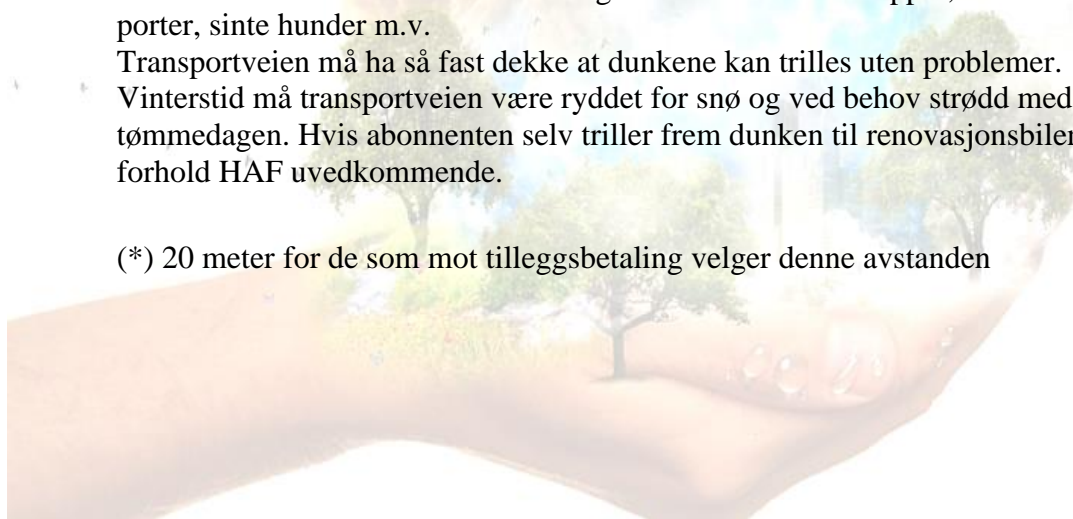 porter, sinte hunder m.v.
Transportveien må ha så fast dekke at dunkene kan trilles uten problemer.
Vinterstid må transportveien være ryddet for snø og ved behov strødd med
tømmedagen. Hvis abonnenten selv triller frem dunken til renovasjonsbilen
forhold HAF uvedkommende.
(*) 20 meter for de som mot tilleggsbetaling velger denne avstanden